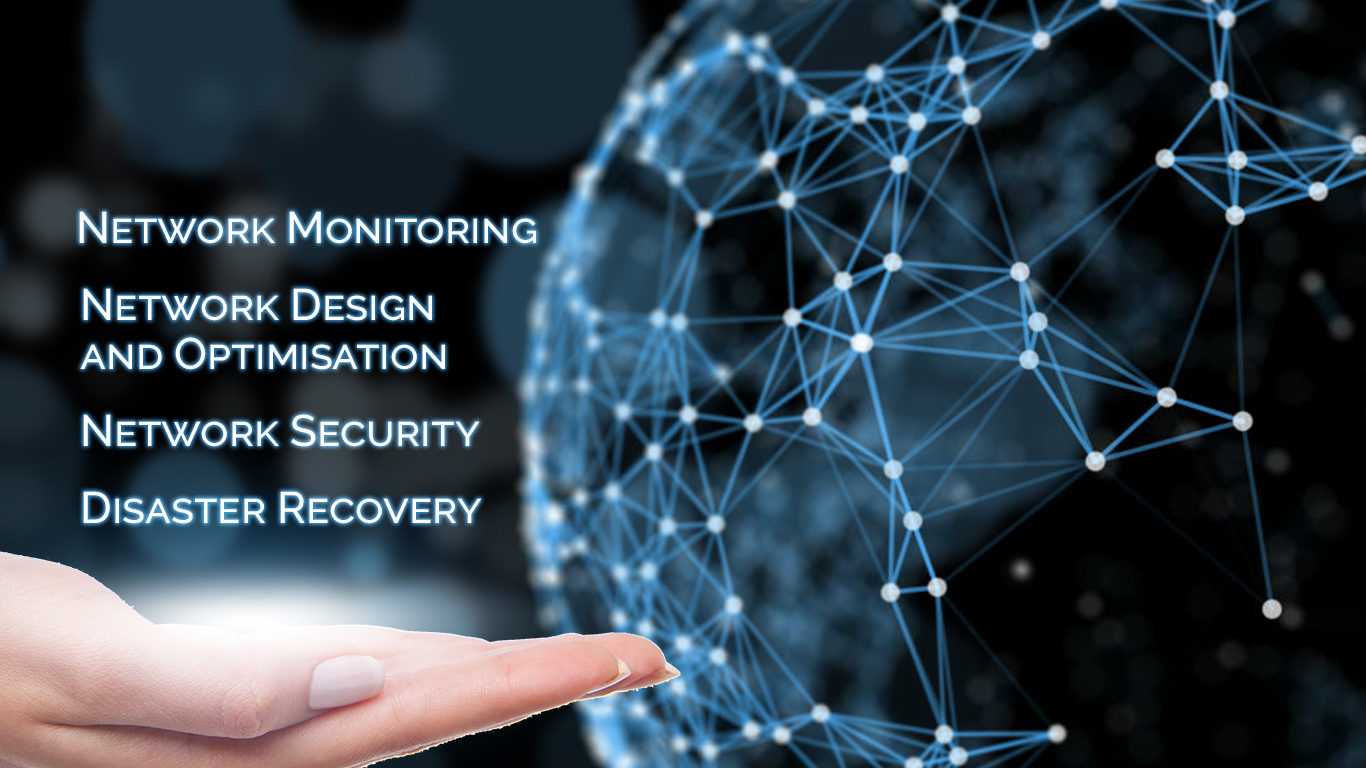 Network Monitoring
Network Design
and Optimisation
Network Security
Disaster Recovery